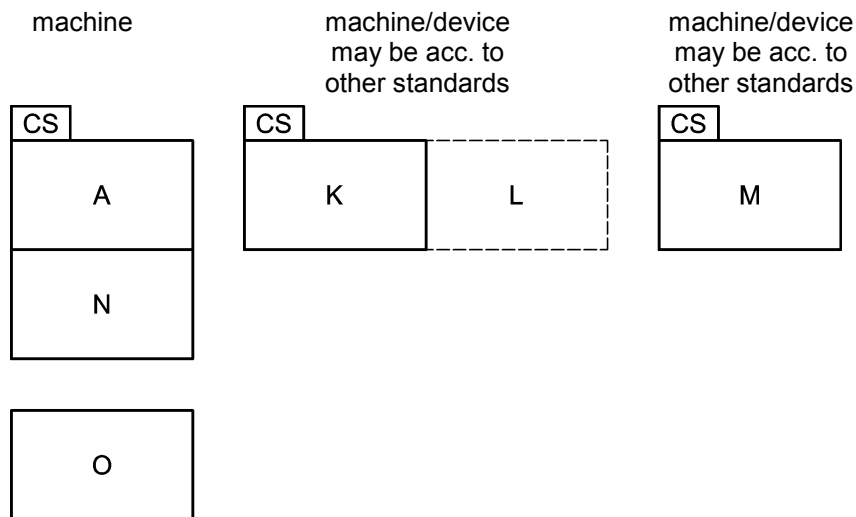 machine
machine/device
may be acc. to
other standards
machine/device
may be acc. to
other standards
CS
CS
CS
A
K
L
M
N
O